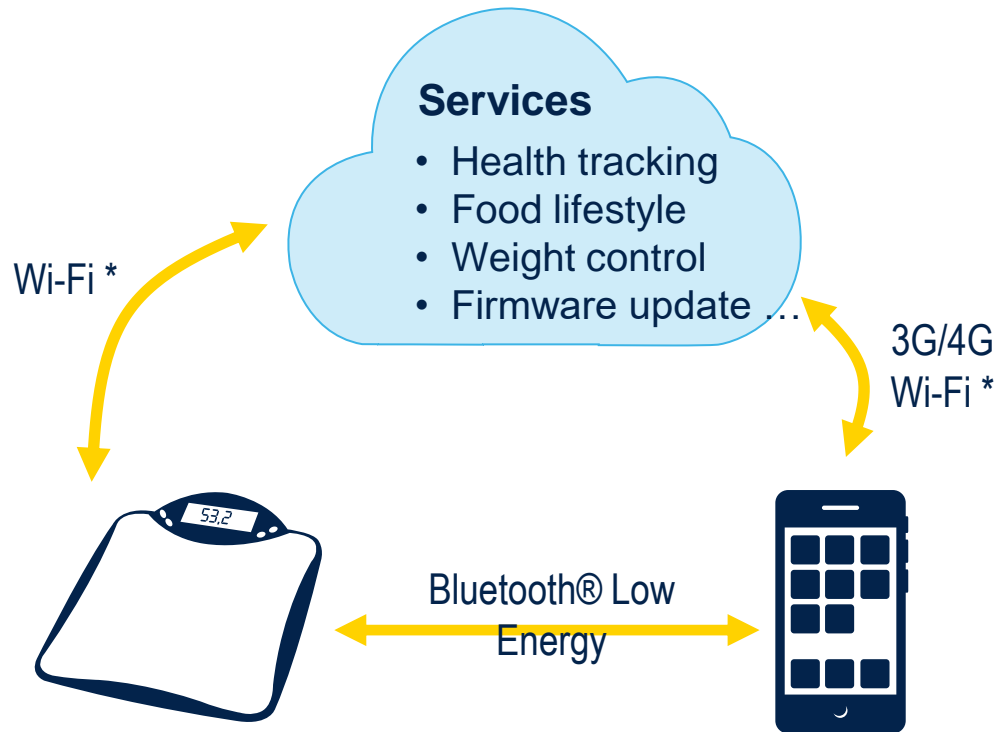 Services
• Health tracking
• Food lifestyle
• Weight control
• Firmware update ...
Wi-Fi *
3G/4G
Wi-Fi *
53,2
Bluetooth® Low
Energy